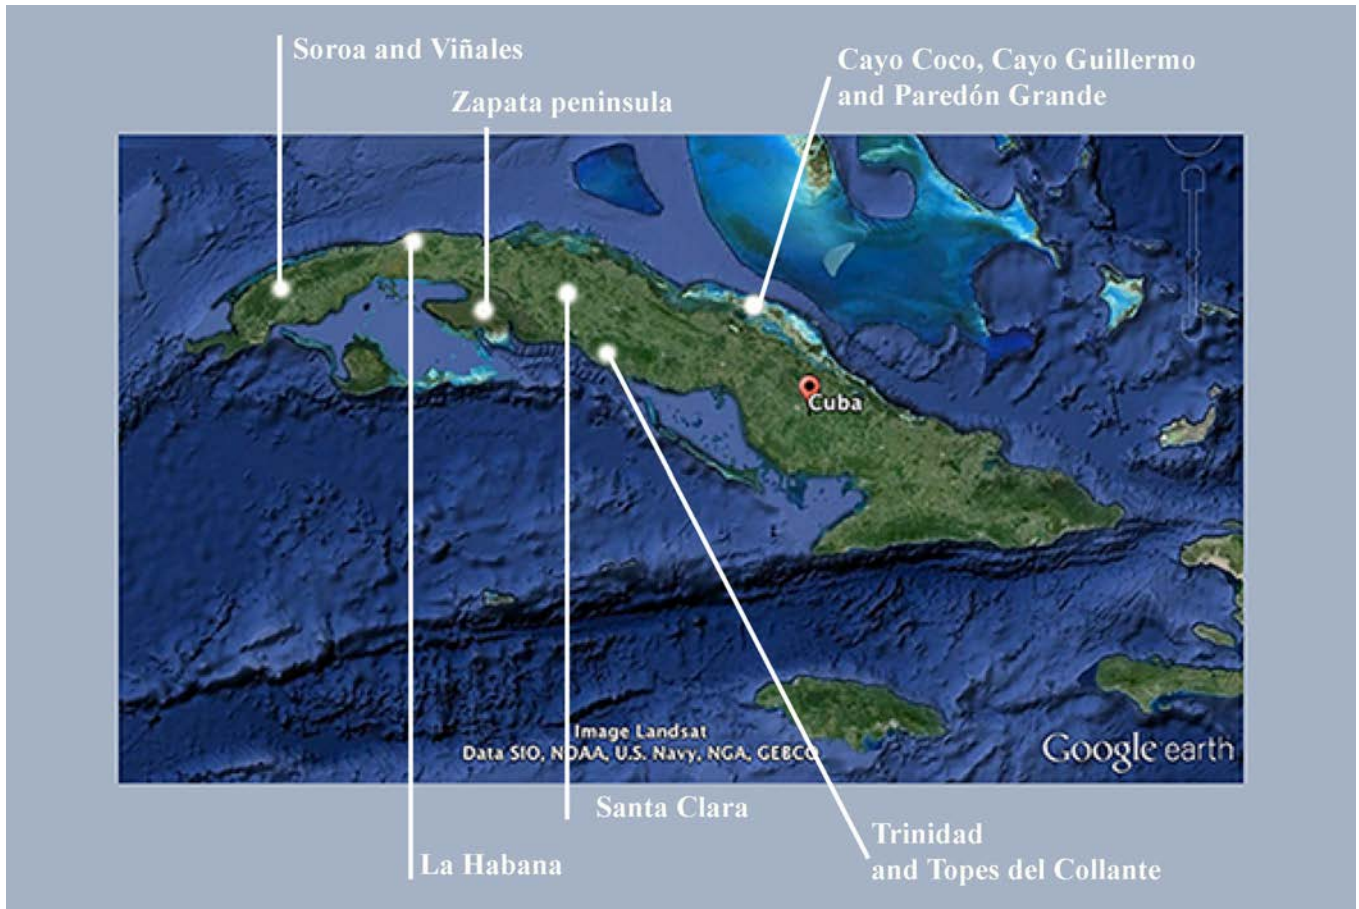 Soroa and Viñales
Cayo Coco, Cayo Guillermo
and Paredón Grande
Zapata peninsula
Cuba
Image Landsat
Data SIO, NOAA, U.S. Navy, NGA, GEBCO
Google earth
Santa Clara
Trinidad
and Topes del Collante
La Habana